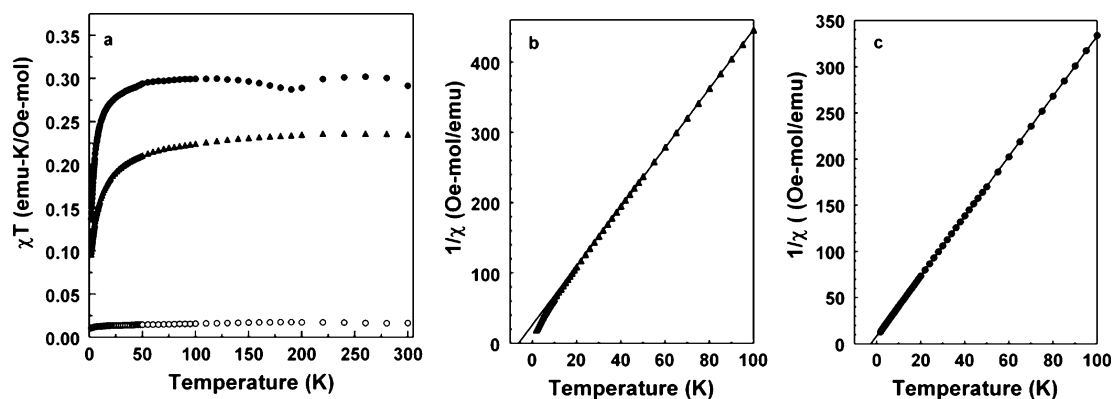 a
0.35
0.30
0.25
0.20
0.15
0.10
0.05
0.00
χT (emu-K/Oe-mol)
0 50 100 150 200 250 300
Temperature (K)
b
400
200
0
1/χ (Oe-mol/emu)
0 20 40 60 80 100
Temperature (K)
c
350
300
250
200
150
100
50
0
1/χ ( (Oe-mol/emu)
0 20 40 60 80 100
Temperature (K)